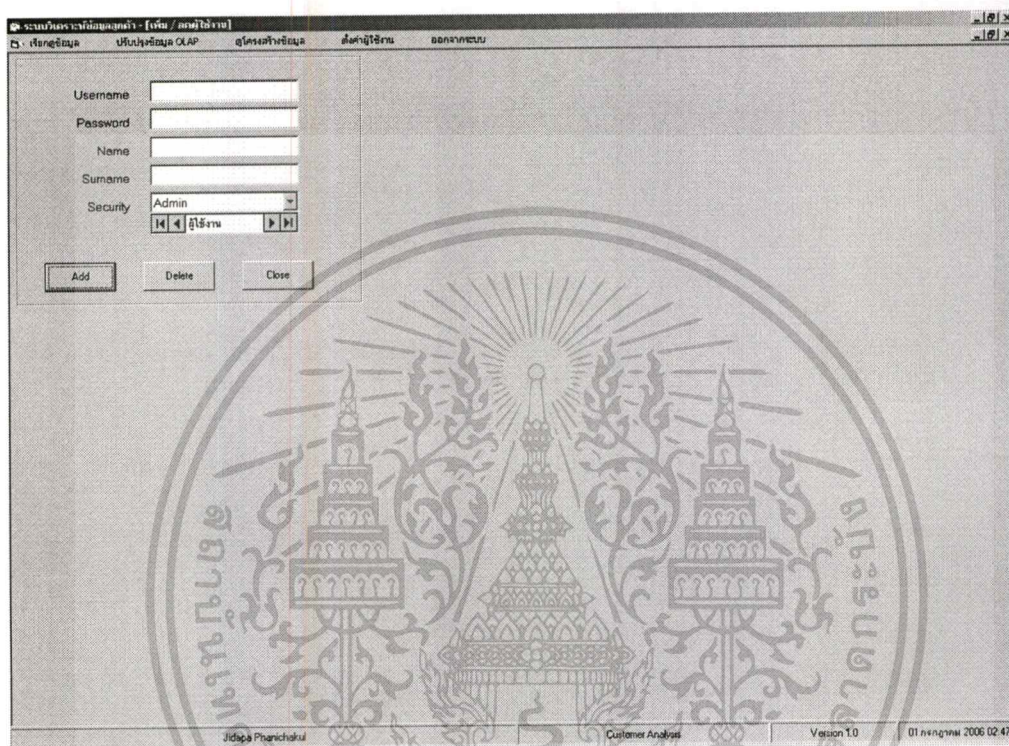 ระบบวิเคราะห์ข้อมูลลูกค้า - [เพิ่ม / ลดผู้ใช้งาน]
เรียกดูข้อมูล ปรับปรุงข้อมูล OLAP ดูโครงสร้างข้อมูล ตั้งค่าผู้ใช้งาน ออกจากระบบ
Username
Password
Name
Surname
Security Admin
ผู้ใช้งาน
Add Delete Close
Jidapa Phanichakul Customer Analysis Version 1.0 01 กรกฎาคม 2006 02:47